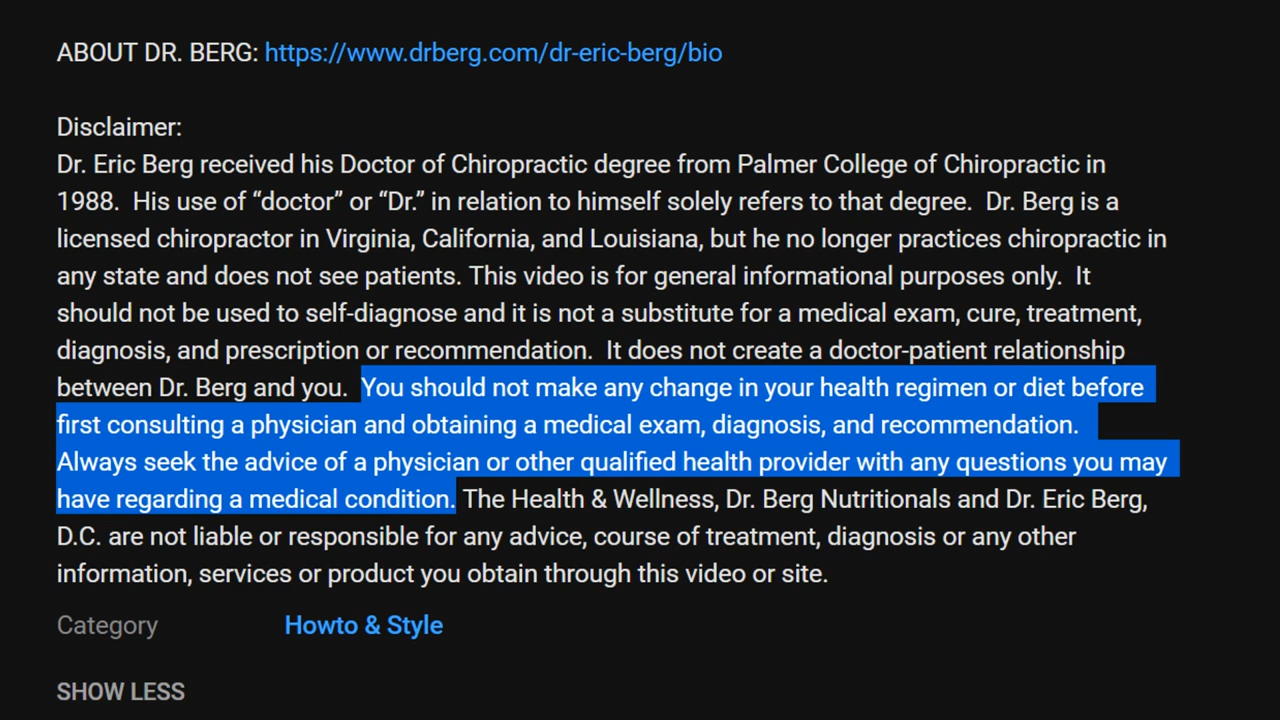 ABOUT DR. BERG: https://www.drberg.com/dr-eric-berg/bio
Disclaimer:
Dr. Eric Berg received his Doctor of Chiropractic degree from Palmer College of Chiropractic in
1988.  His use of “doctor” or “Dr.” in relation to himself solely refers to that degree.  Dr. Berg is a
licensed chiropractor in Virginia, California, and Louisiana, but he no longer practices chiropractic in
any state and does not see patients. This video is for general informational purposes only.  It
should not be used to self-diagnose and it is not a substitute for a medical exam, cure, treatment,
diagnosis, and prescription or recommendation.  It does not create a doctor-patient relationship
between Dr. Berg and you.  You should not make any change in your health regimen or diet before
first consulting a physician and obtaining a medical exam, diagnosis, and recommendation.
Always seek the advice of a physician or other qualified health provider with any questions you may
have regarding a medical condition. The Health & Wellness, Dr. Berg Nutritionals and Dr. Eric Berg,
D.C. are not liable or responsible for any advice, course of treatment, diagnosis or any other
information, services or product you obtain through this video or site.
Category Howto & Style
SHOW LESS